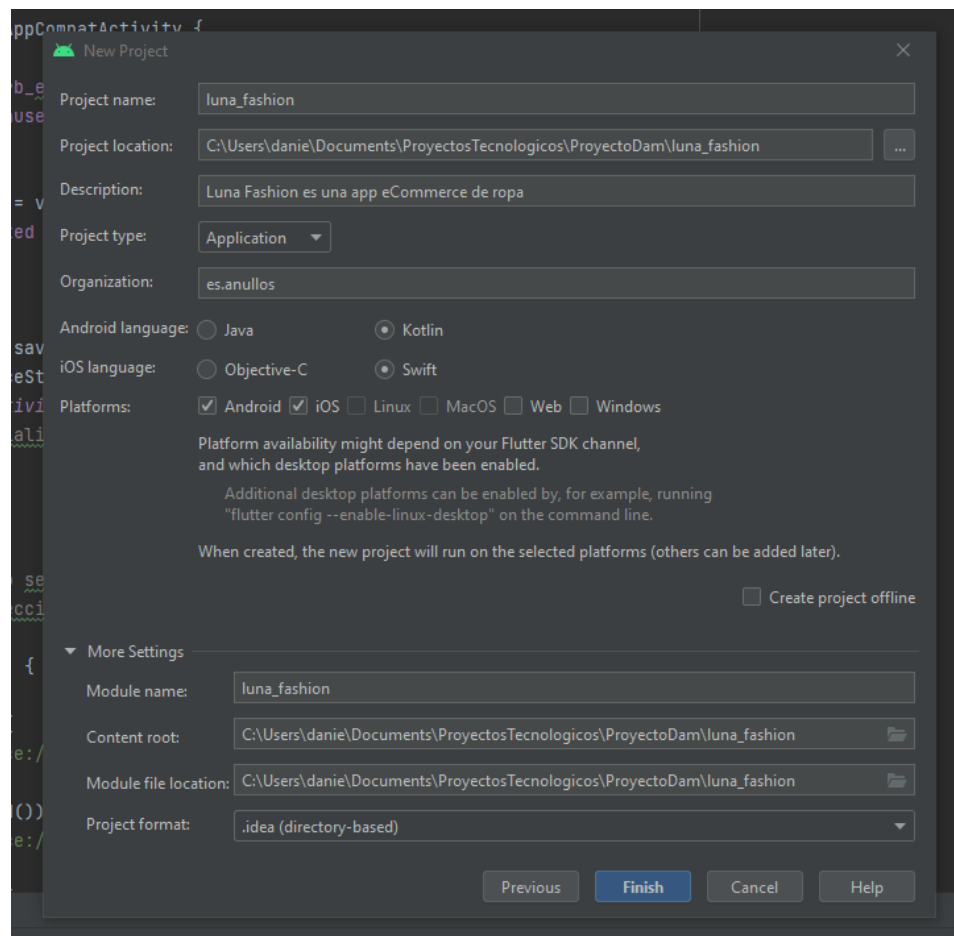 AppCompatActivity {
New Project
Project name: luna_fashion
Project location: C:\Users\danie\Documents\ProyectosTecnologicos\ProyectoDam\luna_fashion ...
Description: Luna Fashion es una app eCommerce de ropa
Project type: Application
Organization: es.anullos
Android language: Java Kotlin
iOS language: Objective-C Swift
Platforms: Android iOS Linux MacOS Web Windows
Platform availability might depend on your Flutter SDK channel,
and which desktop platforms have been enabled.
Additional desktop platforms can be enabled by, for example, running
"flutter config --enable-linux-desktop" on the command line.
When created, the new project will run on the selected platforms (others can be added later).
Create project offline
More Settings
Module name: luna_fashion
Content root: C:\Users\danie\Documents\ProyectosTecnologicos\ProyectoDam\luna_fashion
Module file location: C:\Users\danie\Documents\ProyectosTecnologicos\ProyectoDam\luna_fashion
Project format: .idea (directory-based)
Previous Finish Cancel Help